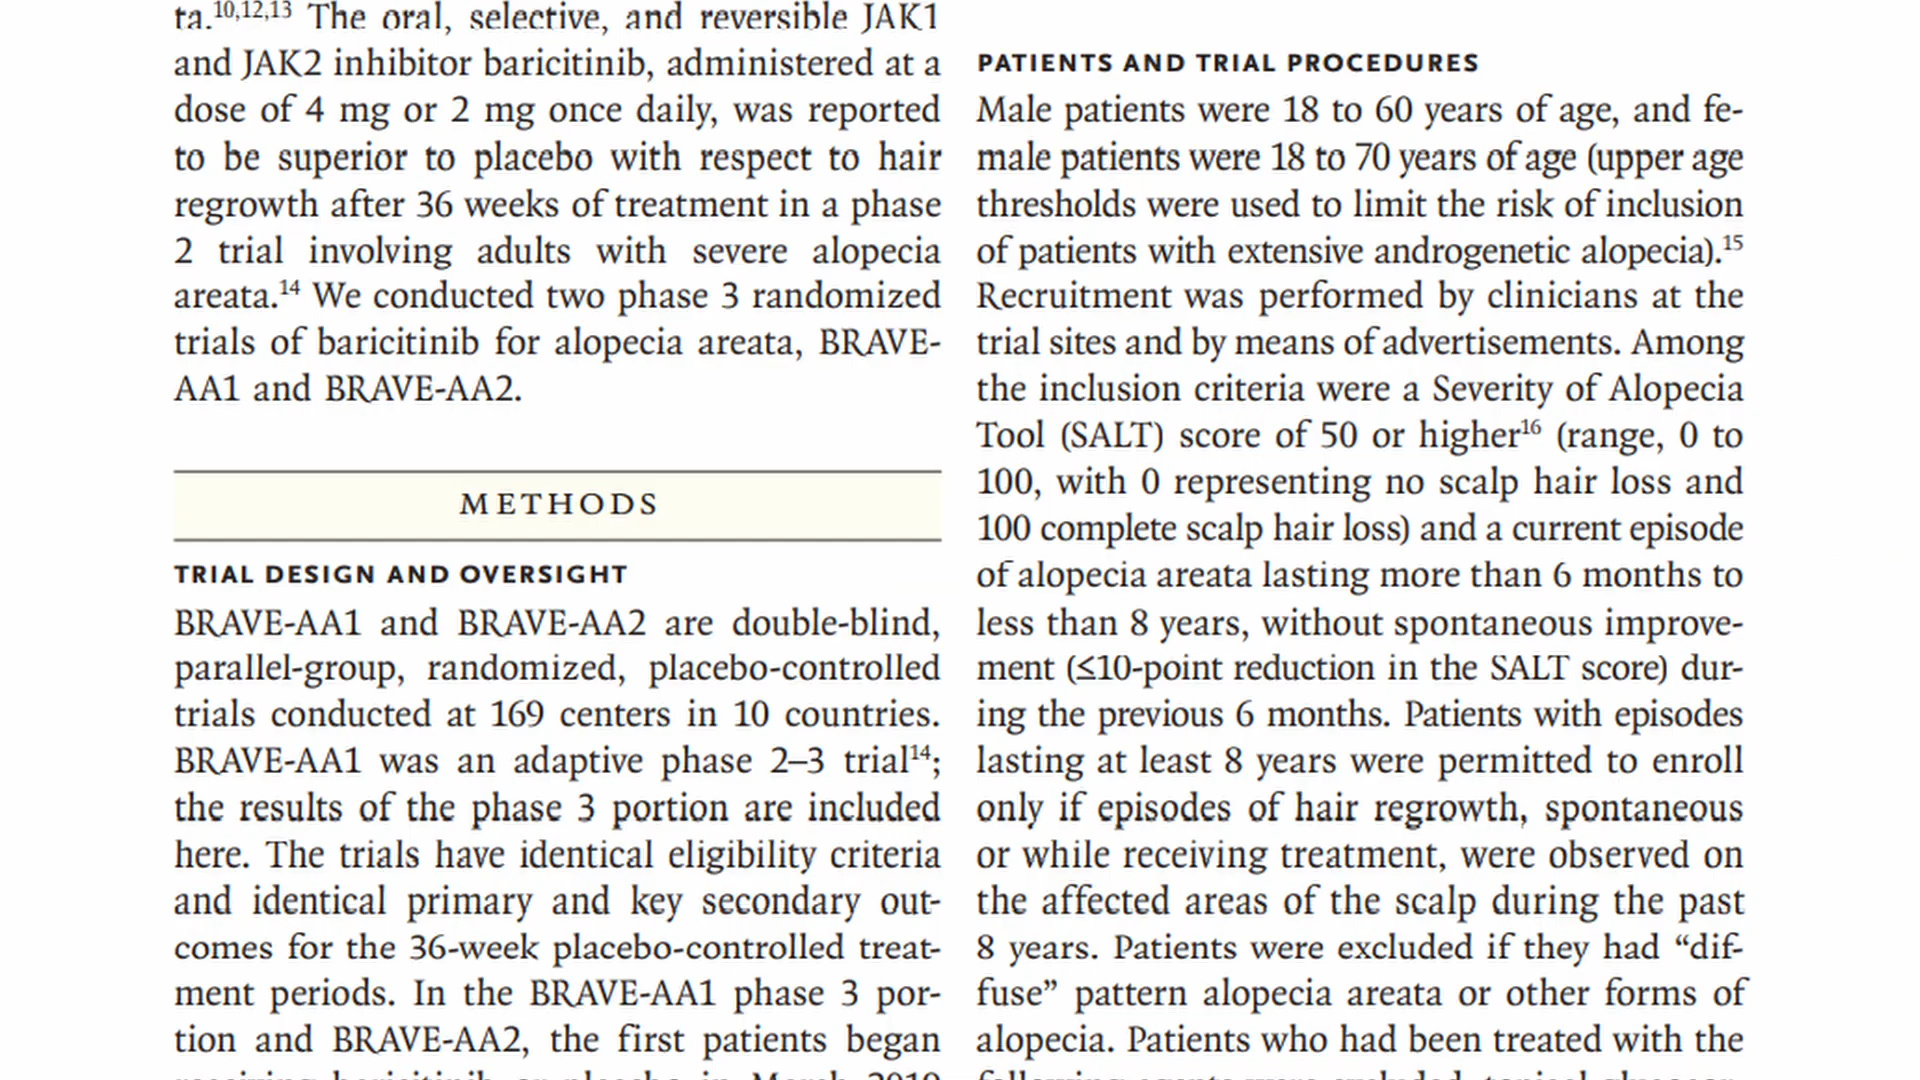 ta.10,12,13 The oral, selective, and reversible JAK1
and JAK2 inhibitor baricitinib, administered at a
dose of 4 mg or 2 mg once daily, was reported
to be superior to placebo with respect to hair
regrowth after 36 weeks of treatment in a phase
2 trial involving adults with severe alopecia
areata.14 We conducted two phase 3 randomized
trials of baricitinib for alopecia areata, BRAVE-
AA1 and BRAVE-AA2.
METHODS
TRIAL DESIGN AND OVERSIGHT
BRAVE-AA1 and BRAVE-AA2 are double-blind,
parallel-group, randomized, placebo-controlled
trials conducted at 169 centers in 10 countries.
BRAVE-AA1 was an adaptive phase 2–3 trial14;
the results of the phase 3 portion are included
here. The trials have identical eligibility criteria
and identical primary and key secondary out-
comes for the 36-week placebo-controlled treat-
ment periods. In the BRAVE-AA1 phase 3 por-
tion and BRAVE-AA2, the first patients began
receiving baricitinib or placebo in March 2019
PATIENTS AND TRIAL PROCEDURES
Male patients were 18 to 60 years of age, and fe-
male patients were 18 to 70 years of age (upper age
thresholds were used to limit the risk of inclusion
of patients with extensive androgenetic alopecia).15
Recruitment was performed by clinicians at the
trial sites and by means of advertisements. Among
the inclusion criteria were a Severity of Alopecia
Tool (SALT) score of 50 or higher16 (range, 0 to
100, with 0 representing no scalp hair loss and
100 complete scalp hair loss) and a current episode
of alopecia areata lasting more than 6 months to
less than 8 years, without spontaneous improve-
ment (≤10-point reduction in the SALT score) dur-
ing the previous 6 months. Patients with episodes
lasting at least 8 years were permitted to enroll
only if episodes of hair regrowth, spontaneous
or while receiving treatment, were observed on
the affected areas of the scalp during the past
8 years. Patients were excluded if they had “dif-
fuse” pattern alopecia areata or other forms of
alopecia. Patients who had been treated with the
following agents were excluded: topical